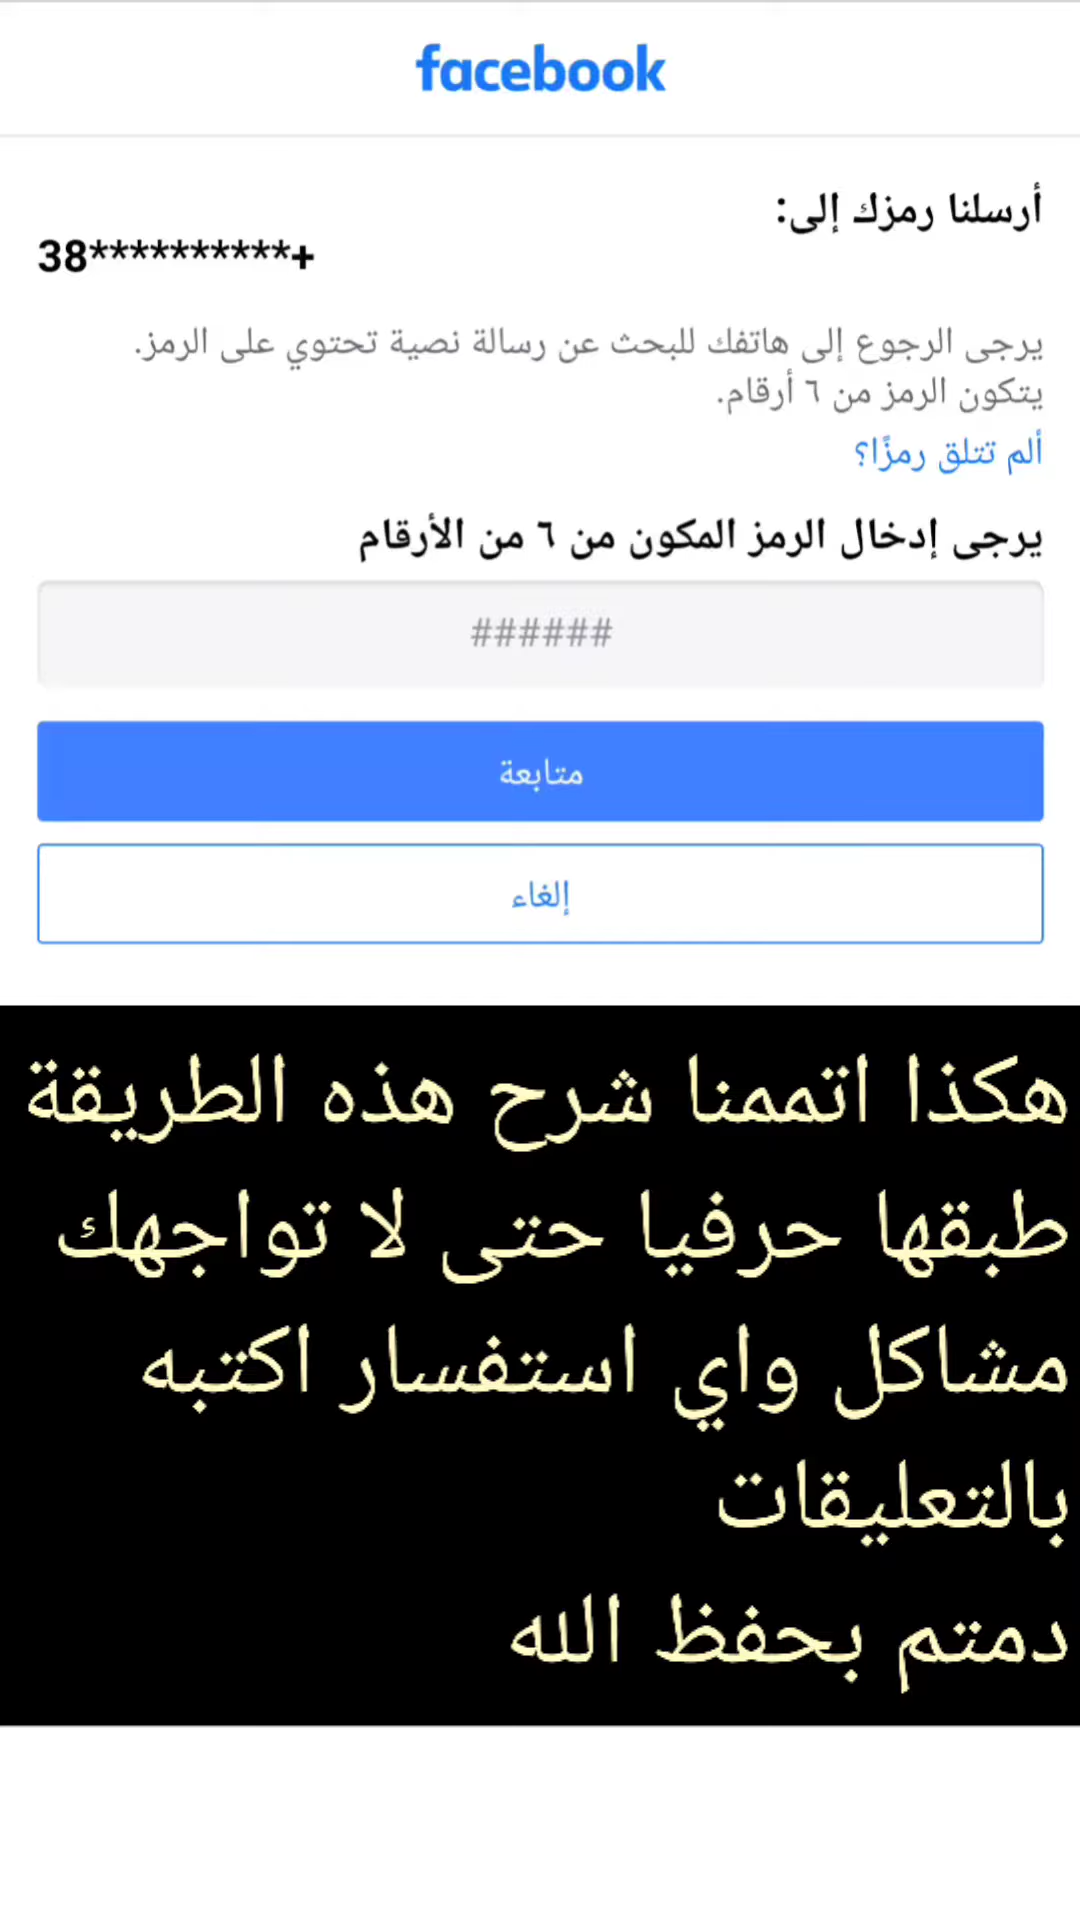 facebook
أرسلنا رمزك إلى:
+**********38
يرجى الرجوع إلى هاتفك للبحث عن رسالة نصية تحتوي على الرمز.
يتكون الرمز من ٦ أرقام.
ألم تتلق رمزًا؟
يرجى إدخال الرمز المكون من ٦ من الأرقام
######
متابعة
إلغاء
هكذا اتممنا شرح هذه الطريقة
طبقها حرفيا حتى لا تواجهك
مشاكل واي استفسار اكتبه
بالتعليقات
دمتم بحفظ الله